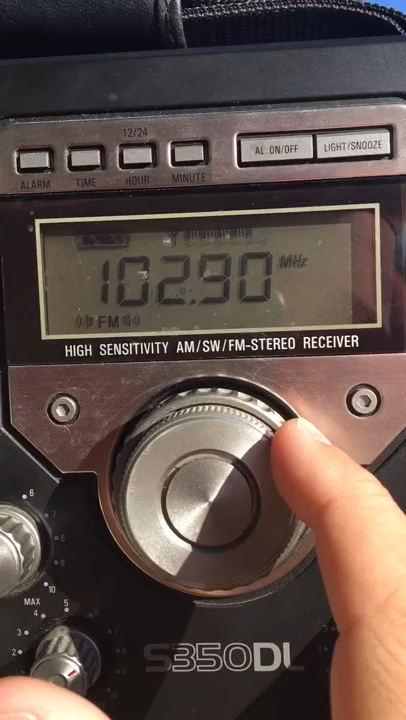 12/24
ALARM TIME HOUR MINUTE AL. ON/OFF LIGHT/SNOOZE
102.90 MHz
FM
HIGH SENSITIVITY AM/SW/FM-STEREO RECEIVER
6
7
8
9
10
MAX
5
4
3
2
S350DL